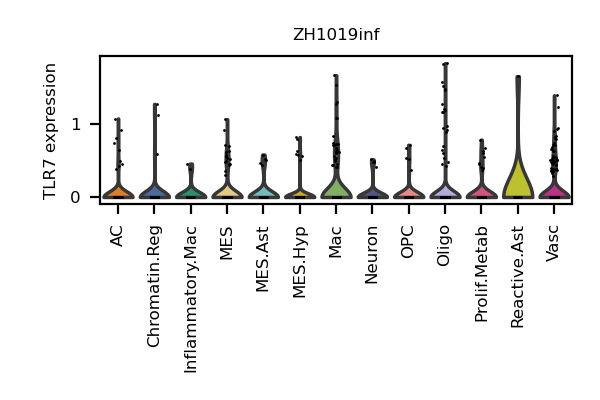 ZH1019inf
TLR7 expression
1
0
AC
Chromatin.Reg
Inflammatory.Mac
MES
MES.Ast
MES.Hyp
Mac
Neuron
OPC
Oligo
Prolif.Metab
Reactive.Ast
Vasc